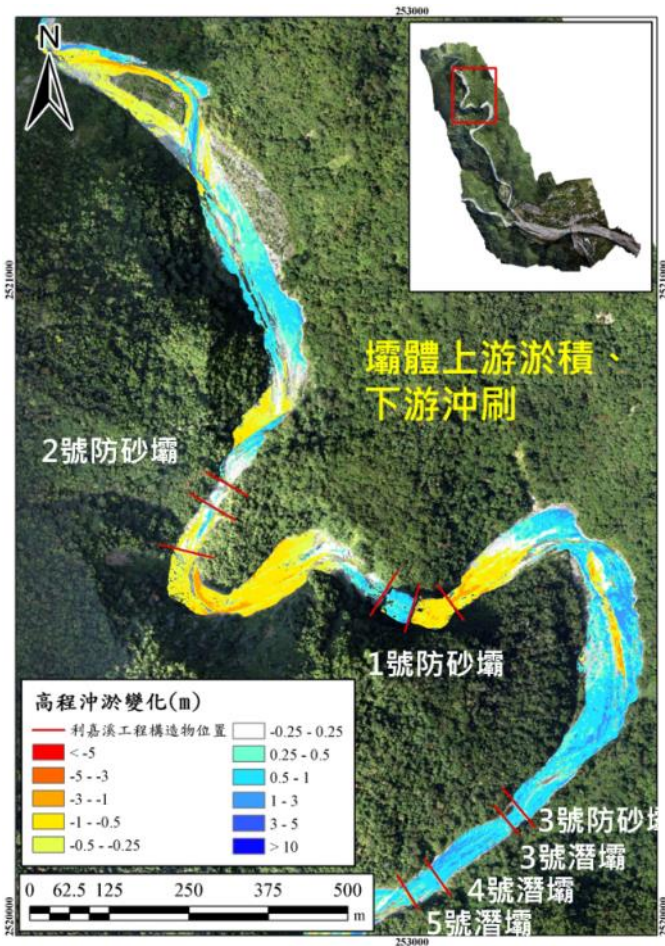 253000
N
2521000
2521000
壩體上游淤積、
下游沖刷
2號防砂壩
1號防砂壩
3號防砂壩
3號潛壩
4號潛壩
5號潛壩
高程沖淤變化(m)
利嘉溪工程構造物位置
< -5
-5 - -3
-3 - -1
-1 - -0.5
-0.5 - -0.25
-0.25 - 0.25
0.25 - 0.5
0.5 - 1
1 - 3
3 - 5
> 10
0 62.5 125 250 375 500
m
2520000
2520000
253000